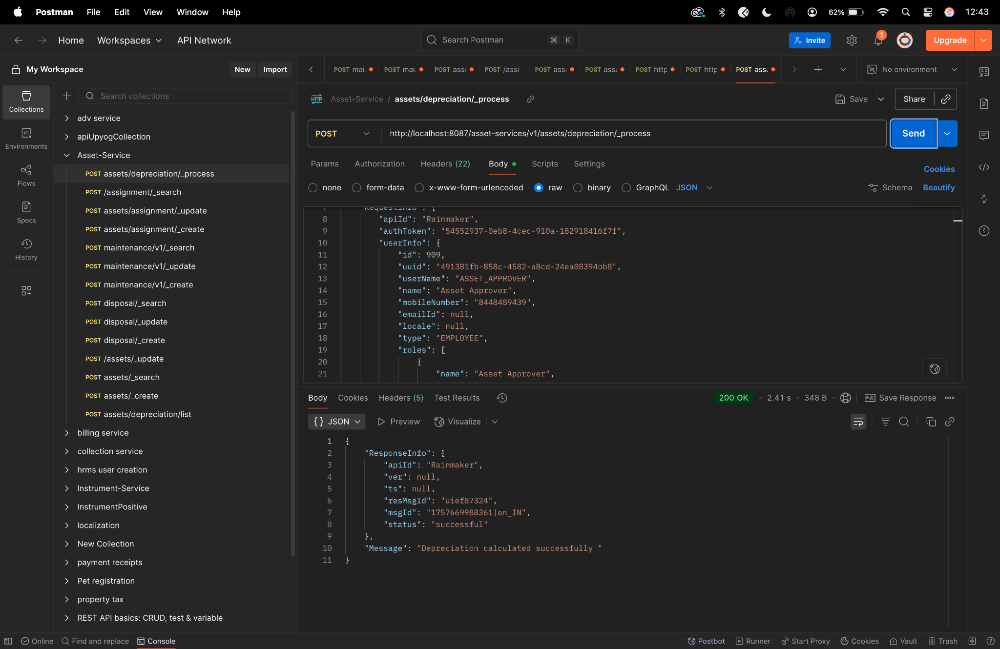 Postman File Edit View Window Help 62% 12:43
Home Workspaces API Network Search Postman ⌘ K Invite 1 Upgrade
My Workspace New Import
POST mai. POST mai. POST ass POST /assi POST ass POST ass POST http POST http POST ass No environment
Collections
Environments
Flows
Specs
History
Search collections
adv service
apiUpyogCollection
Asset-Service
POST assets/depreciation/_process
POST /assignment/_search
POST assets/assignment/_update
POST assets/assignment/_create
POST maintenance/v1/_search
POST maintenance/v1/_update
POST maintenance/v1/_create
POST disposal/_search
POST disposal/_update
POST disposal/_create
POST /assets/_update
POST assets/_search
POST assets/_create
POST assets/depreciation/list
billing service
collection service
hrms user creation
Instrument-Service
InstrumentPositive
localization
New Collection
payment receipts
Pet registration
property tax
REST API basics: CRUD, test & variable
HTTP Asset-Service / assets/depreciation/_process Save Share
POST http://localhost:8087/asset-services/v1/assets/depreciation/_process Send
Params Authorization Headers (22) Body Scripts Settings Cookies
none form-data x-www-form-urlencoded raw binary GraphQL JSON Schema Beautify
7 "RequestInfo": {
8 "apiId": "Rainmaker",
9 "authToken": "54552937-0eb8-4cec-910a-182918416f7f",
10 "userInfo": {
11 "id": 909,
12 "uuid": "491381fb-858c-4582-a8cd-24ea08394bb8",
13 "userName": "ASSET_APPROVER",
14 "name": "Asset Approver",
15 "mobileNumber": "8448489439",
16 "emailId": null,
17 "locale": null,
18 "type": "EMPLOYEE",
19 "roles": [
20 {
21 "name": "Asset Approver",
Body Cookies Headers (5) Test Results 200 OK • 2.41 s • 348 B • e.g. Save Response
{} JSON Preview Visualize
1 {
2 "ResponseInfo": {
3 "apiId": "Rainmaker",
4 "ver": null,
5 "ts": null,
6 "resMsgId": "uief87324",
7 "msgId": "1757669988361|en_IN",
8 "status": "successful"
9 },
10 "Message": "Depreciation calculated successfully "
11 }
Online Find and replace Console Postbot Runner Start Proxy Cookies Vault Trash